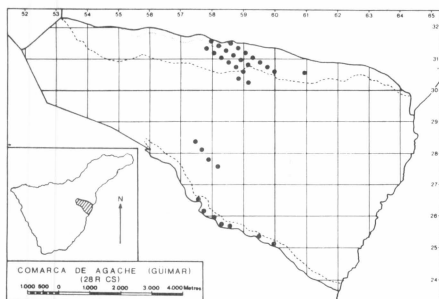 52 53 54 55 56 57 58 59 60 61 62 63 64 65
32
31
30
29
28
27
26
25
24
N
COMARCA DE AGACHE (GUIMAR)
(28R CS)
1.000 500 0 1.000 2.000 3.000 4.000 Metres